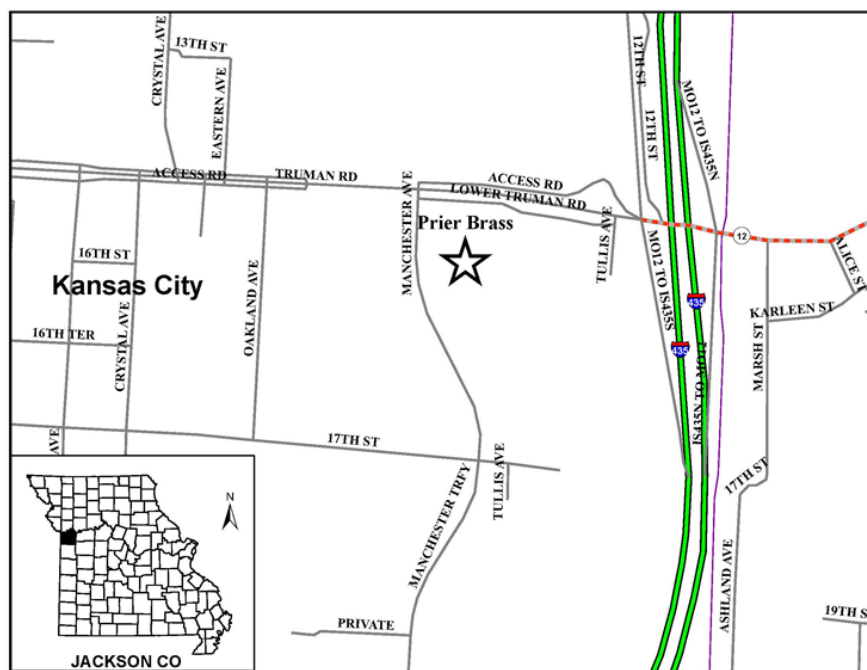 13TH ST
CRYSTAL AVE
EASTERN AVE
12TH ST
12TH ST
MO12 TO IS435N
ACCESS RD
TRUMAN RD
ACCESS RD
LOWER TRUMAN RD
MANCHESTER AVE
Prier Brass
TULLIS AVE
12
16TH ST
Kansas City
OAKLAND AVE
CRYSTAL AVE
16TH TER
MO12 TO IS435S
435
435
IS435N TO MO12
ALICE ST
KARLEEN ST
MARSH ST
AVE
17TH ST
TULLIS AVE
17TH ST
MANCHESTER TRFY
ASHLAND AVE
19TH S
PRIVATE
N
JACKSON CO